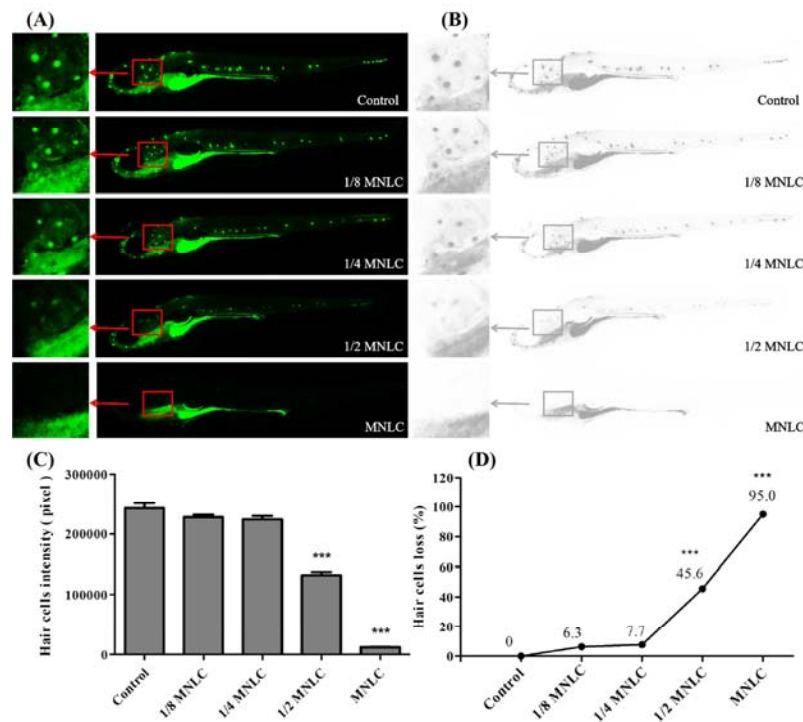 (A)
Control
1/8 MNLC
1/4 MNLC
1/2 MNLC
MNLC
(B)
Control
1/8 MNLC
1/4 MNLC
1/2 MNLC
MNLC
(C)
Hair cells intensity ( pixel )
300000
200000
100000
0
***
***
Control
1/8 MNLC
1/4 MNLC
1/2 MNLC
MNLC
(D)
Hair cells loss (%)
120
100
80
60
40
20
0
0
6.3
7.7
***
45.6
***
95.0
Control
1/8 MNLC
1/4 MNLC
1/2 MNLC
MNLC